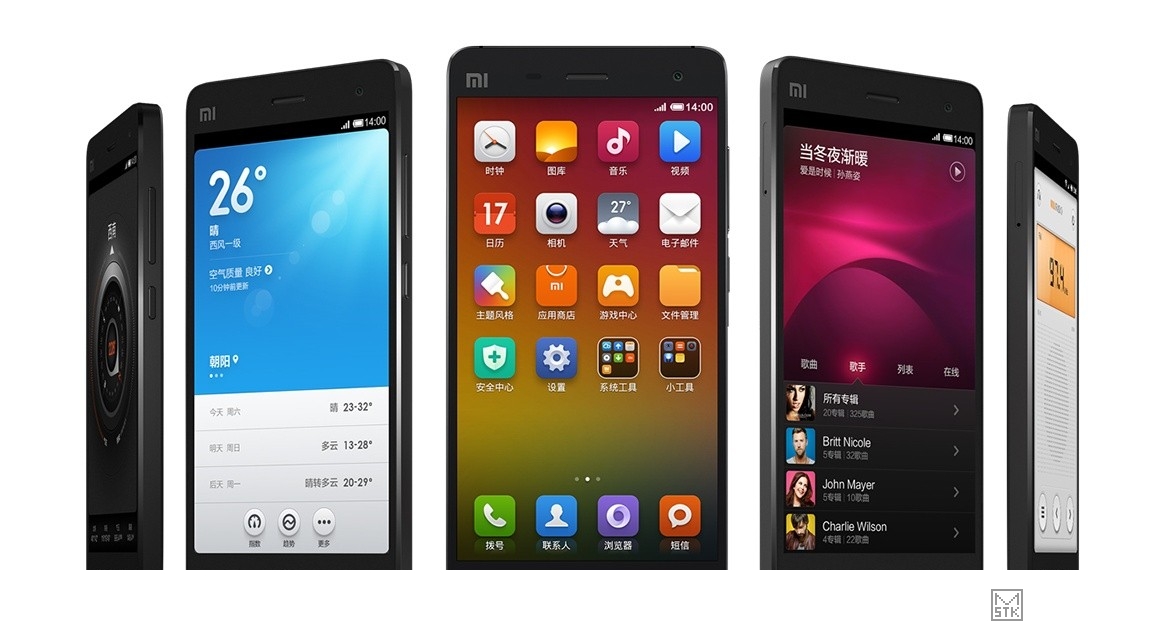 西南
MI
14:00
26°
晴
西风一级
空气质量 良好
10分钟前更新
朝阳
今天 周六 晴 23-32°
明天 周日 多云 13-28°
后天 周一 晴转多云 20-29°
指数 趋势 更多
MI
14:00
时钟 图库 音乐 视频
17 27°
日历 相机 天气 电子邮件
MI
主题风格 应用商店 游戏中心 文件管理
安全中心 设置 系统工具 小工具
拨号 联系人 浏览器 短信
MI
14:00
当冬夜渐暖
爱是时候 | 孙燕姿
歌曲 歌手 列表 在线
所有专辑
20专辑 | 325歌曲
Britt Nicole
5专辑 | 32歌曲
John Mayer
5专辑 | 10歌曲
Charlie Wilson
4专辑 | 22歌曲
97.4
M
STK